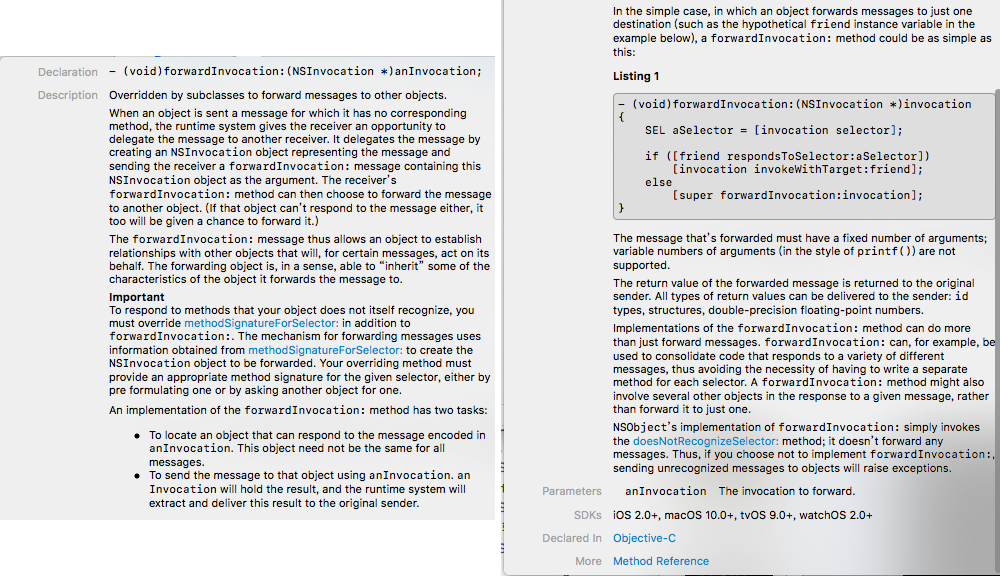 Declaration - (void)forwardInvocation:(NSInvocation *)anInvocation;
Description Overridden by subclasses to forward messages to other objects.
When an object is sent a message for which it has no corresponding
method, the runtime system gives the receiver an opportunity to
delegate the message to another receiver. It delegates the message by
creating an NSInvocation object representing the message and
sending the receiver a forwardInvocation: message containing this
NSInvocation object as the argument. The receiver's
forwardInvocation: method can then choose to forward the message
to another object. (If that object can't respond to the message either, it
too will be given a chance to forward it.)
The forwardInvocation: message thus allows an object to establish
relationships with other objects that will, for certain messages, act on its
behalf. The forwarding object is, in a sense, able to “inherit” some of the
characteristics of the object it forwards the message to.
Important
To respond to methods that your object does not itself recognize, you
must override methodSignatureForSelector: in addition to
forwardInvocation:. The mechanism for forwarding messages uses
information obtained from methodSignatureForSelector: to create the
NSInvocation object to be forwarded. Your overriding method must
provide an appropriate method signature for the given selector, either by
pre formulating one or by asking another object for one.
An implementation of the forwardInvocation: method has two tasks:
• To locate an object that can respond to the message encoded in
anInvocation. This object need not be the same for all
messages.
• To send the message to that object using anInvocation. an
Invocation will hold the result, and the runtime system will
extract and deliver this result to the original sender.
In the simple case, in which an object forwards messages to just one
destination (such as the hypothetical friend instance variable in the
example below), a forwardInvocation: method could be as simple as
this:
Listing 1
- (void)forwardInvocation:(NSInvocation *)invocation
{
SEL aSelector = [invocation selector];
if ([friend respondsToSelector:aSelector])
[invocation invokeWithTarget:friend];
else
[super forwardInvocation:invocation];
}
The message that's forwarded must have a fixed number of arguments;
variable numbers of arguments (in the style of printf()) are not
supported.
The return value of the forwarded message is returned to the original
sender. All types of return values can be delivered to the sender: id
types, structures, double-precision floating-point numbers.
Implementations of the forwardInvocation: method can do more
than just forward messages. forwardInvocation: can, for example, be
used to consolidate code that responds to a variety of different
messages, thus avoiding the necessity of having to write a separate
method for each selector. A forwardInvocation: method might also
involve several other objects in the response to a given message, rather
than forward it to just one.
NSObject's implementation of forwardInvocation: simply invokes
the doesNotRecognizeSelector: method; it doesn't forward any
messages. Thus, if you choose not to implement forwardInvocation:,
sending unrecognized messages to objects will raise exceptions.
Parameters anInvocation The invocation to forward.
SDKs iOS 2.0+, macOS 10.0+, tvOS 9.0+, watchOS 2.0+
Declared In Objective-C
More Method Reference